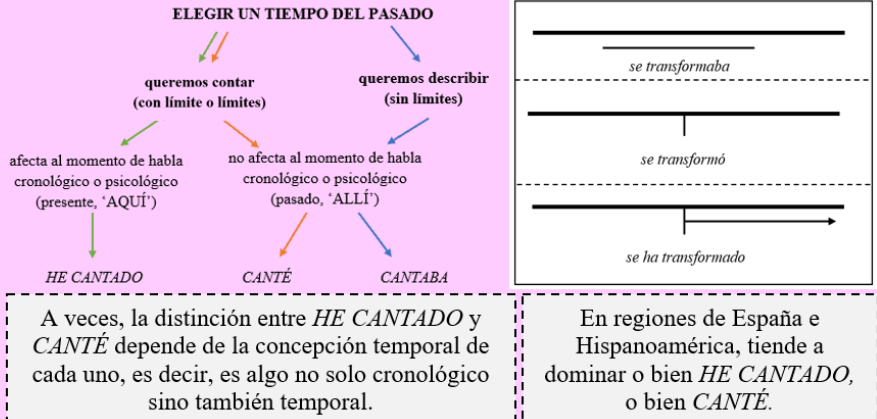 ELEGIR UN TIEMPO DEL PASADO
queremos contar
(con límite o límites)
queremos describir
(sin límites)
afecta al momento de habla
cronológico o psicológico
(presente, ‘AQUÍ’)
no afecta al momento de habla
cronológico o psicológico
(pasado, ‘ALLÍ’)
HE CANTADO
CANTÉ
CANTABA
se transformaba
se transformó
se ha transformado
A veces, la distinción entre HE CANTADO y
CANTÉ depende de la concepción temporal de
cada uno, es decir, es algo no solo cronológico
sino también temporal.
En regiones de España e
Hispanoamérica, tiende a
dominar o bien HE CANTADO,
o bien CANTÉ.